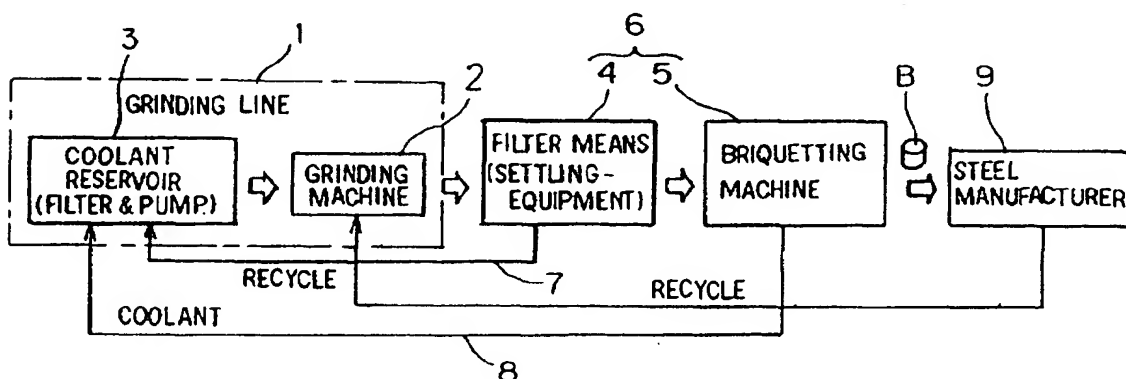 6
3
1
4
5
2
B
9
GRINDING LINE
COOLANT
RESERVOIR
(FILTER & PUMP.)
GRINDING
MACHINE
FILTER MEANS
(SETTLING-
EQUIPMENT)
BRIQUETTING
MACHINE
STEEL
MANUFACTURER
RECYCLE
7
RECYCLE
COOLANT
8